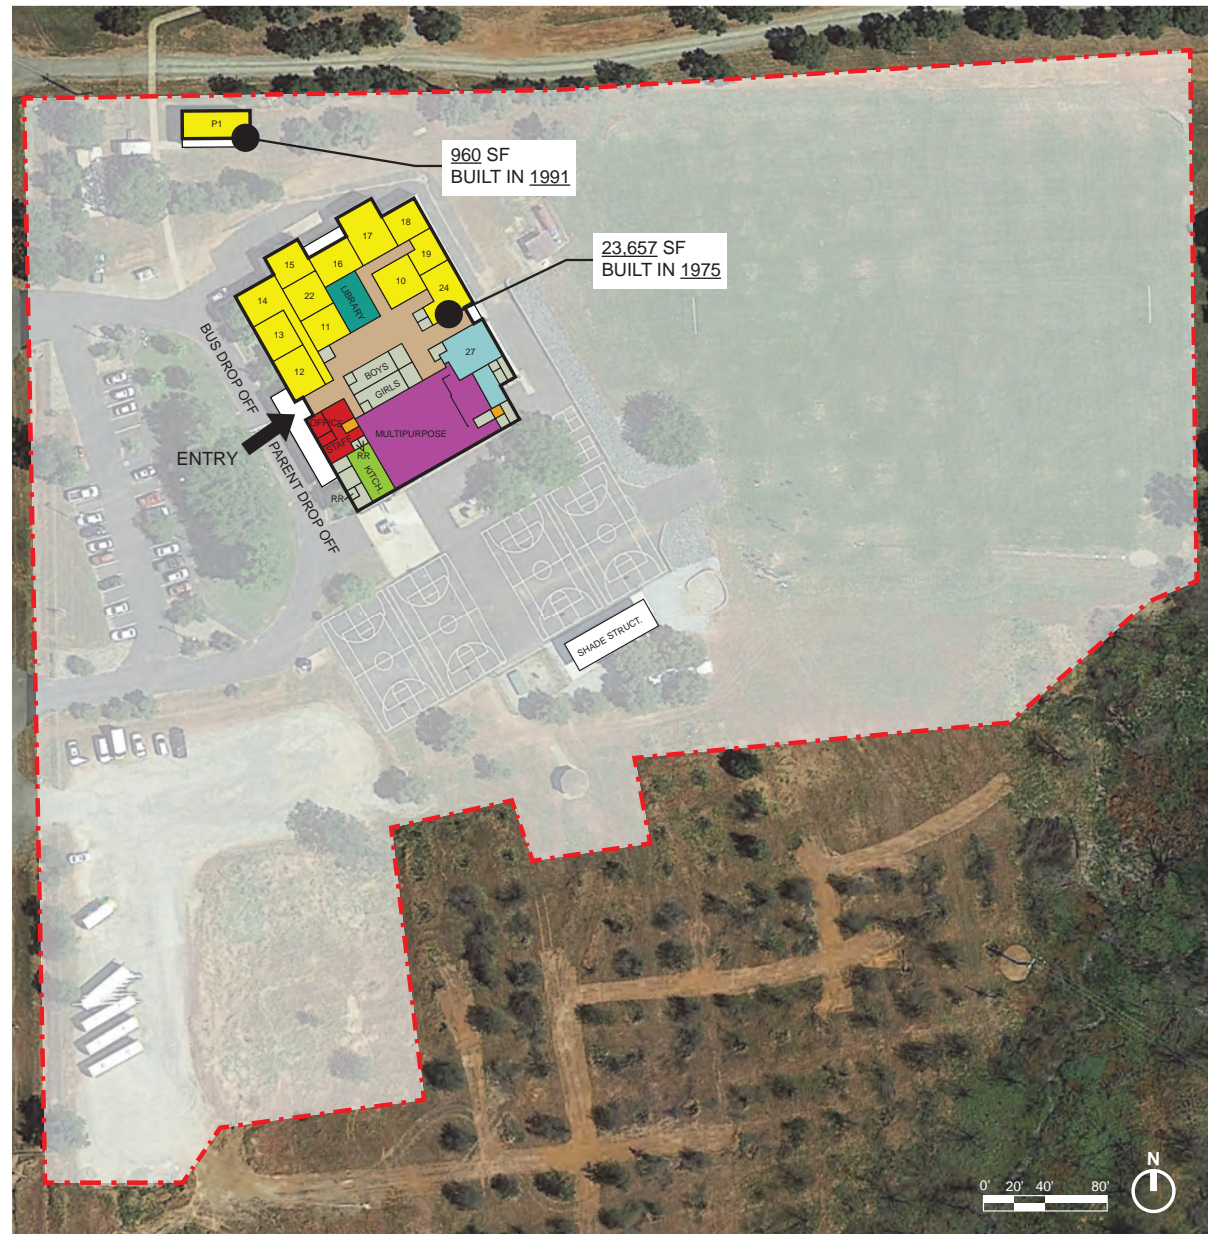 P1
960 SF
BUILT IN 1991
18
17
23,657 SF
BUILT IN 1975
19
16
15
10
24
22
LIBRARY
14
11
13
27
12
BUS DROP OFF
BOYS
GIRLS
OFFICE
MULTIPURPOSE
STAFF
RR
ENTRY
KITCH
PARENT DROP OFF
RR
SHADE STRUCT.
N
0' 20' 40' 80'